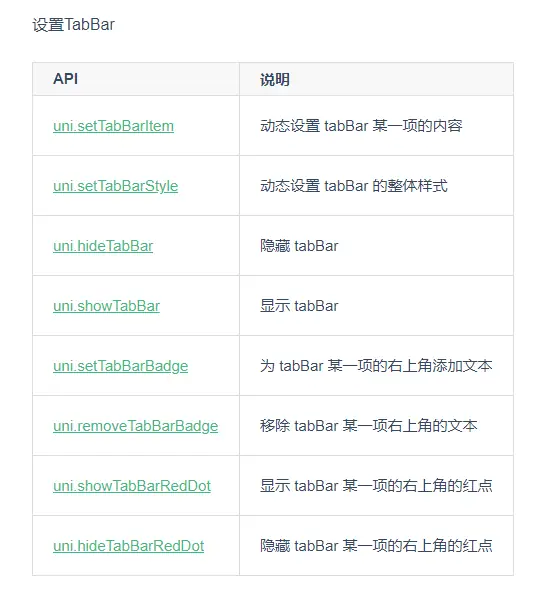 设置TabBar
API 说明
uni.setTabBarItem 动态设置 tabBar 某一项的内容
uni.setTabBarStyle 动态设置 tabBar 的整体样式
uni.hideTabBar 隐藏 tabBar
uni.showTabBar 显示 tabBar
uni.setTabBarBadge 为 tabBar 某一项的右上角添加文本
uni.removeTabBarBadge 移除 tabBar 某一项右上角的文本
uni.showTabBarRedDot 显示 tabBar 某一项的右上角的红点
uni.hideTabBarRedDot 隐藏 tabBar 某一项的右上角的红点